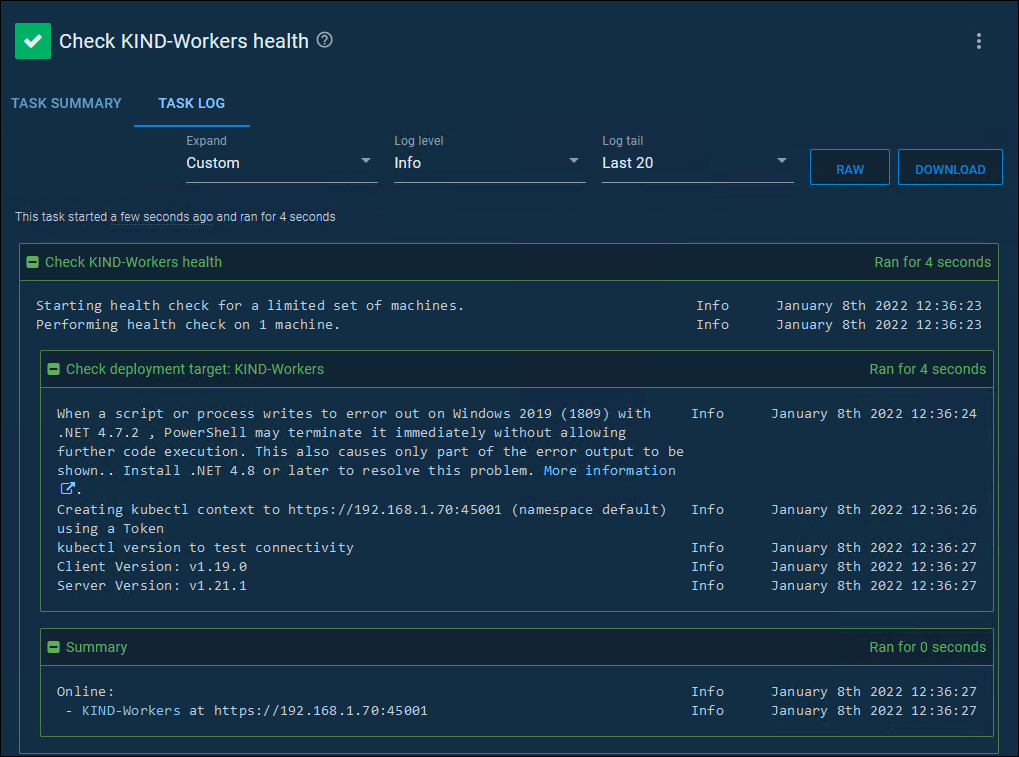 Check KIND-Workers health
TASK SUMMARY TASK LOG
Expand Log level Log tail
Custom Info Last 20 RAW DOWNLOAD
This task started a few seconds ago and ran for 4 seconds
Check KIND-Workers health Ran for 4 seconds
Starting health check for a limited set of machines. Info January 8th 2022 12:36:23
Performing health check on 1 machine. Info January 8th 2022 12:36:23
Check deployment target: KIND-Workers Ran for 4 seconds
When a script or process writes to error out on Windows 2019 (1809) with Info January 8th 2022 12:36:24
.NET 4.7.2 , PowerShell may terminate it immediately without allowing
further code execution. This also causes only part of the error output to be
shown.. Install .NET 4.8 or later to resolve this problem. More information
.
Creating kubectl context to https://192.168.1.70:45001 (namespace default) Info January 8th 2022 12:36:26
using a Token
kubectl version to test connectivity Info January 8th 2022 12:36:27
Client Version: v1.19.0 Info January 8th 2022 12:36:27
Server Version: v1.21.1 Info January 8th 2022 12:36:27
Summary Ran for 0 seconds
Online: Info January 8th 2022 12:36:27
- KIND-Workers at https://192.168.1.70:45001 Info January 8th 2022 12:36:27